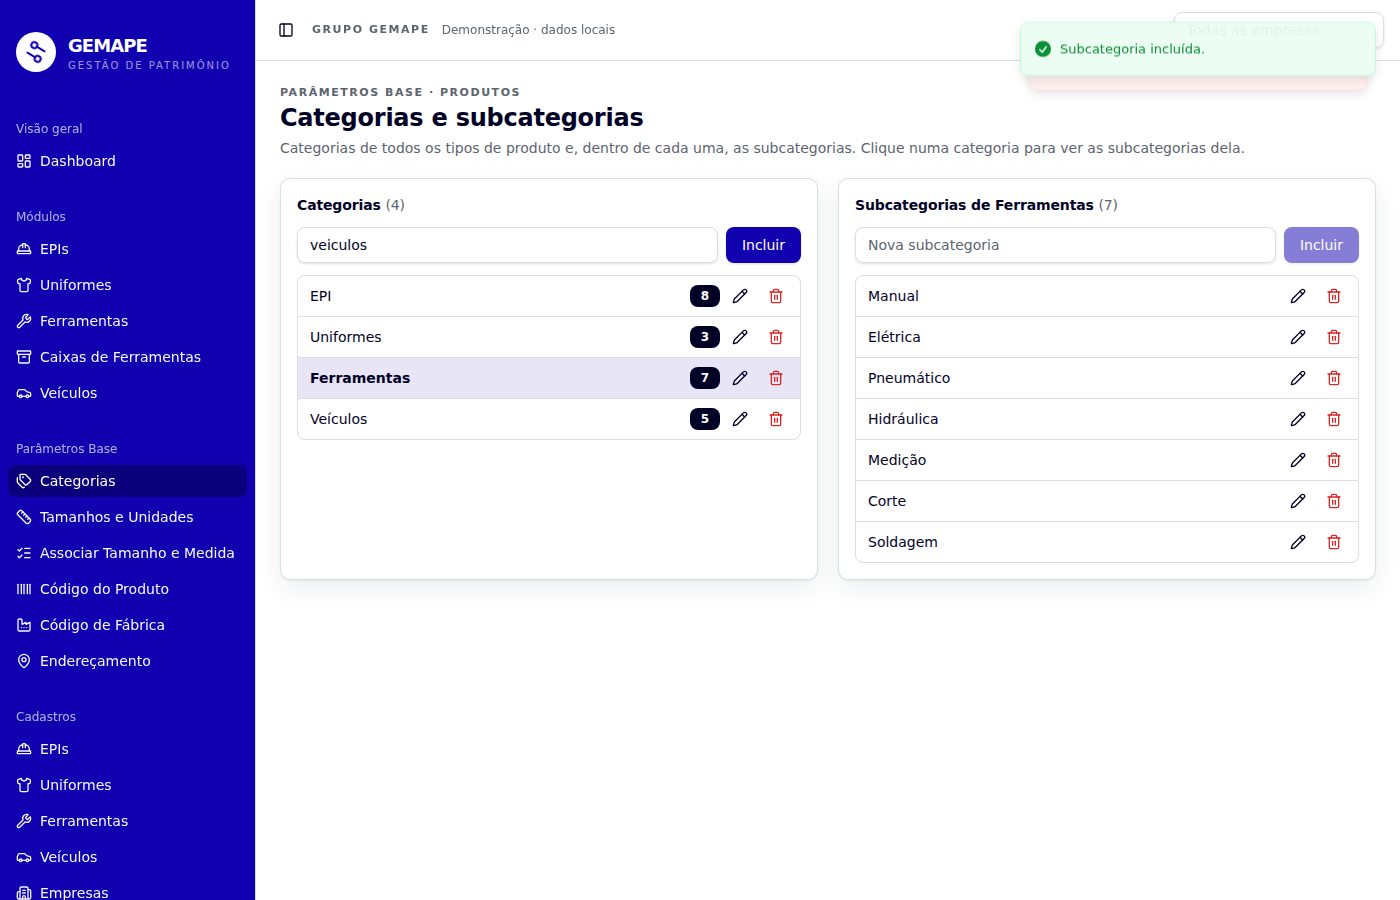 GEMAPE
GESTÃO DE PATRIMÔNIO
Visão geral
Dashboard
Módulos
EPIs
Uniformes
Ferramentas
Caixas de Ferramentas
Veículos
Parâmetros Base
Categorias
Tamanhos e Unidades
Associar Tamanho e Medida
Código do Produto
Código de Fábrica
Endereçamento
Cadastros
EPIs
Uniformes
Ferramentas
Veículos
Empresas
GRUPO GEMAPE Demonstração · dados locais
Todas as empresas
Subcategoria incluída.
PARÂMETROS BASE · PRODUTOS
Categorias e subcategorias
Categorias de todos os tipos de produto e, dentro de cada uma, as subcategorias. Clique numa categoria para ver as subcategorias dela.
Categorias (4)
veiculos Incluir
EPI 8
Uniformes 3
Ferramentas 7
Veículos 5
Subcategorias de Ferramentas (7)
Nova subcategoria Incluir
Manual
Elétrica
Pneumático
Hidráulica
Medição
Corte
Soldagem